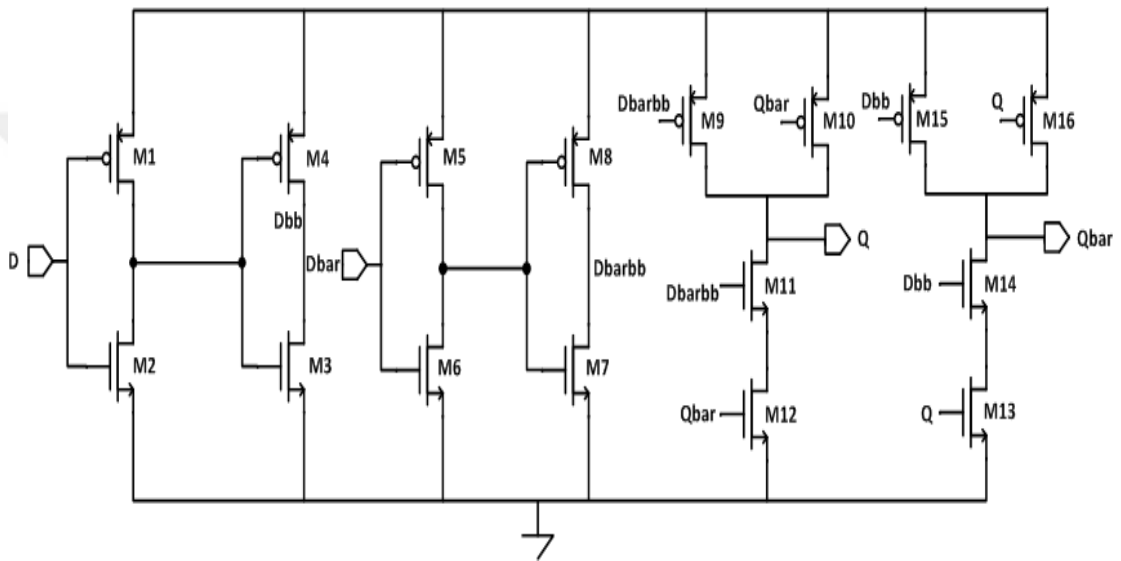 Dbarbb
M9
Qbar
M10
Dbb
M15
Q
M16
M1
M4
M5
M8
Dbb
D
Dbar
Dbarbb
Q
Qbar
Dbarbb
M11
Dbb
M14
M2
M3
M6
M7
Qbar
M12
Q
M13